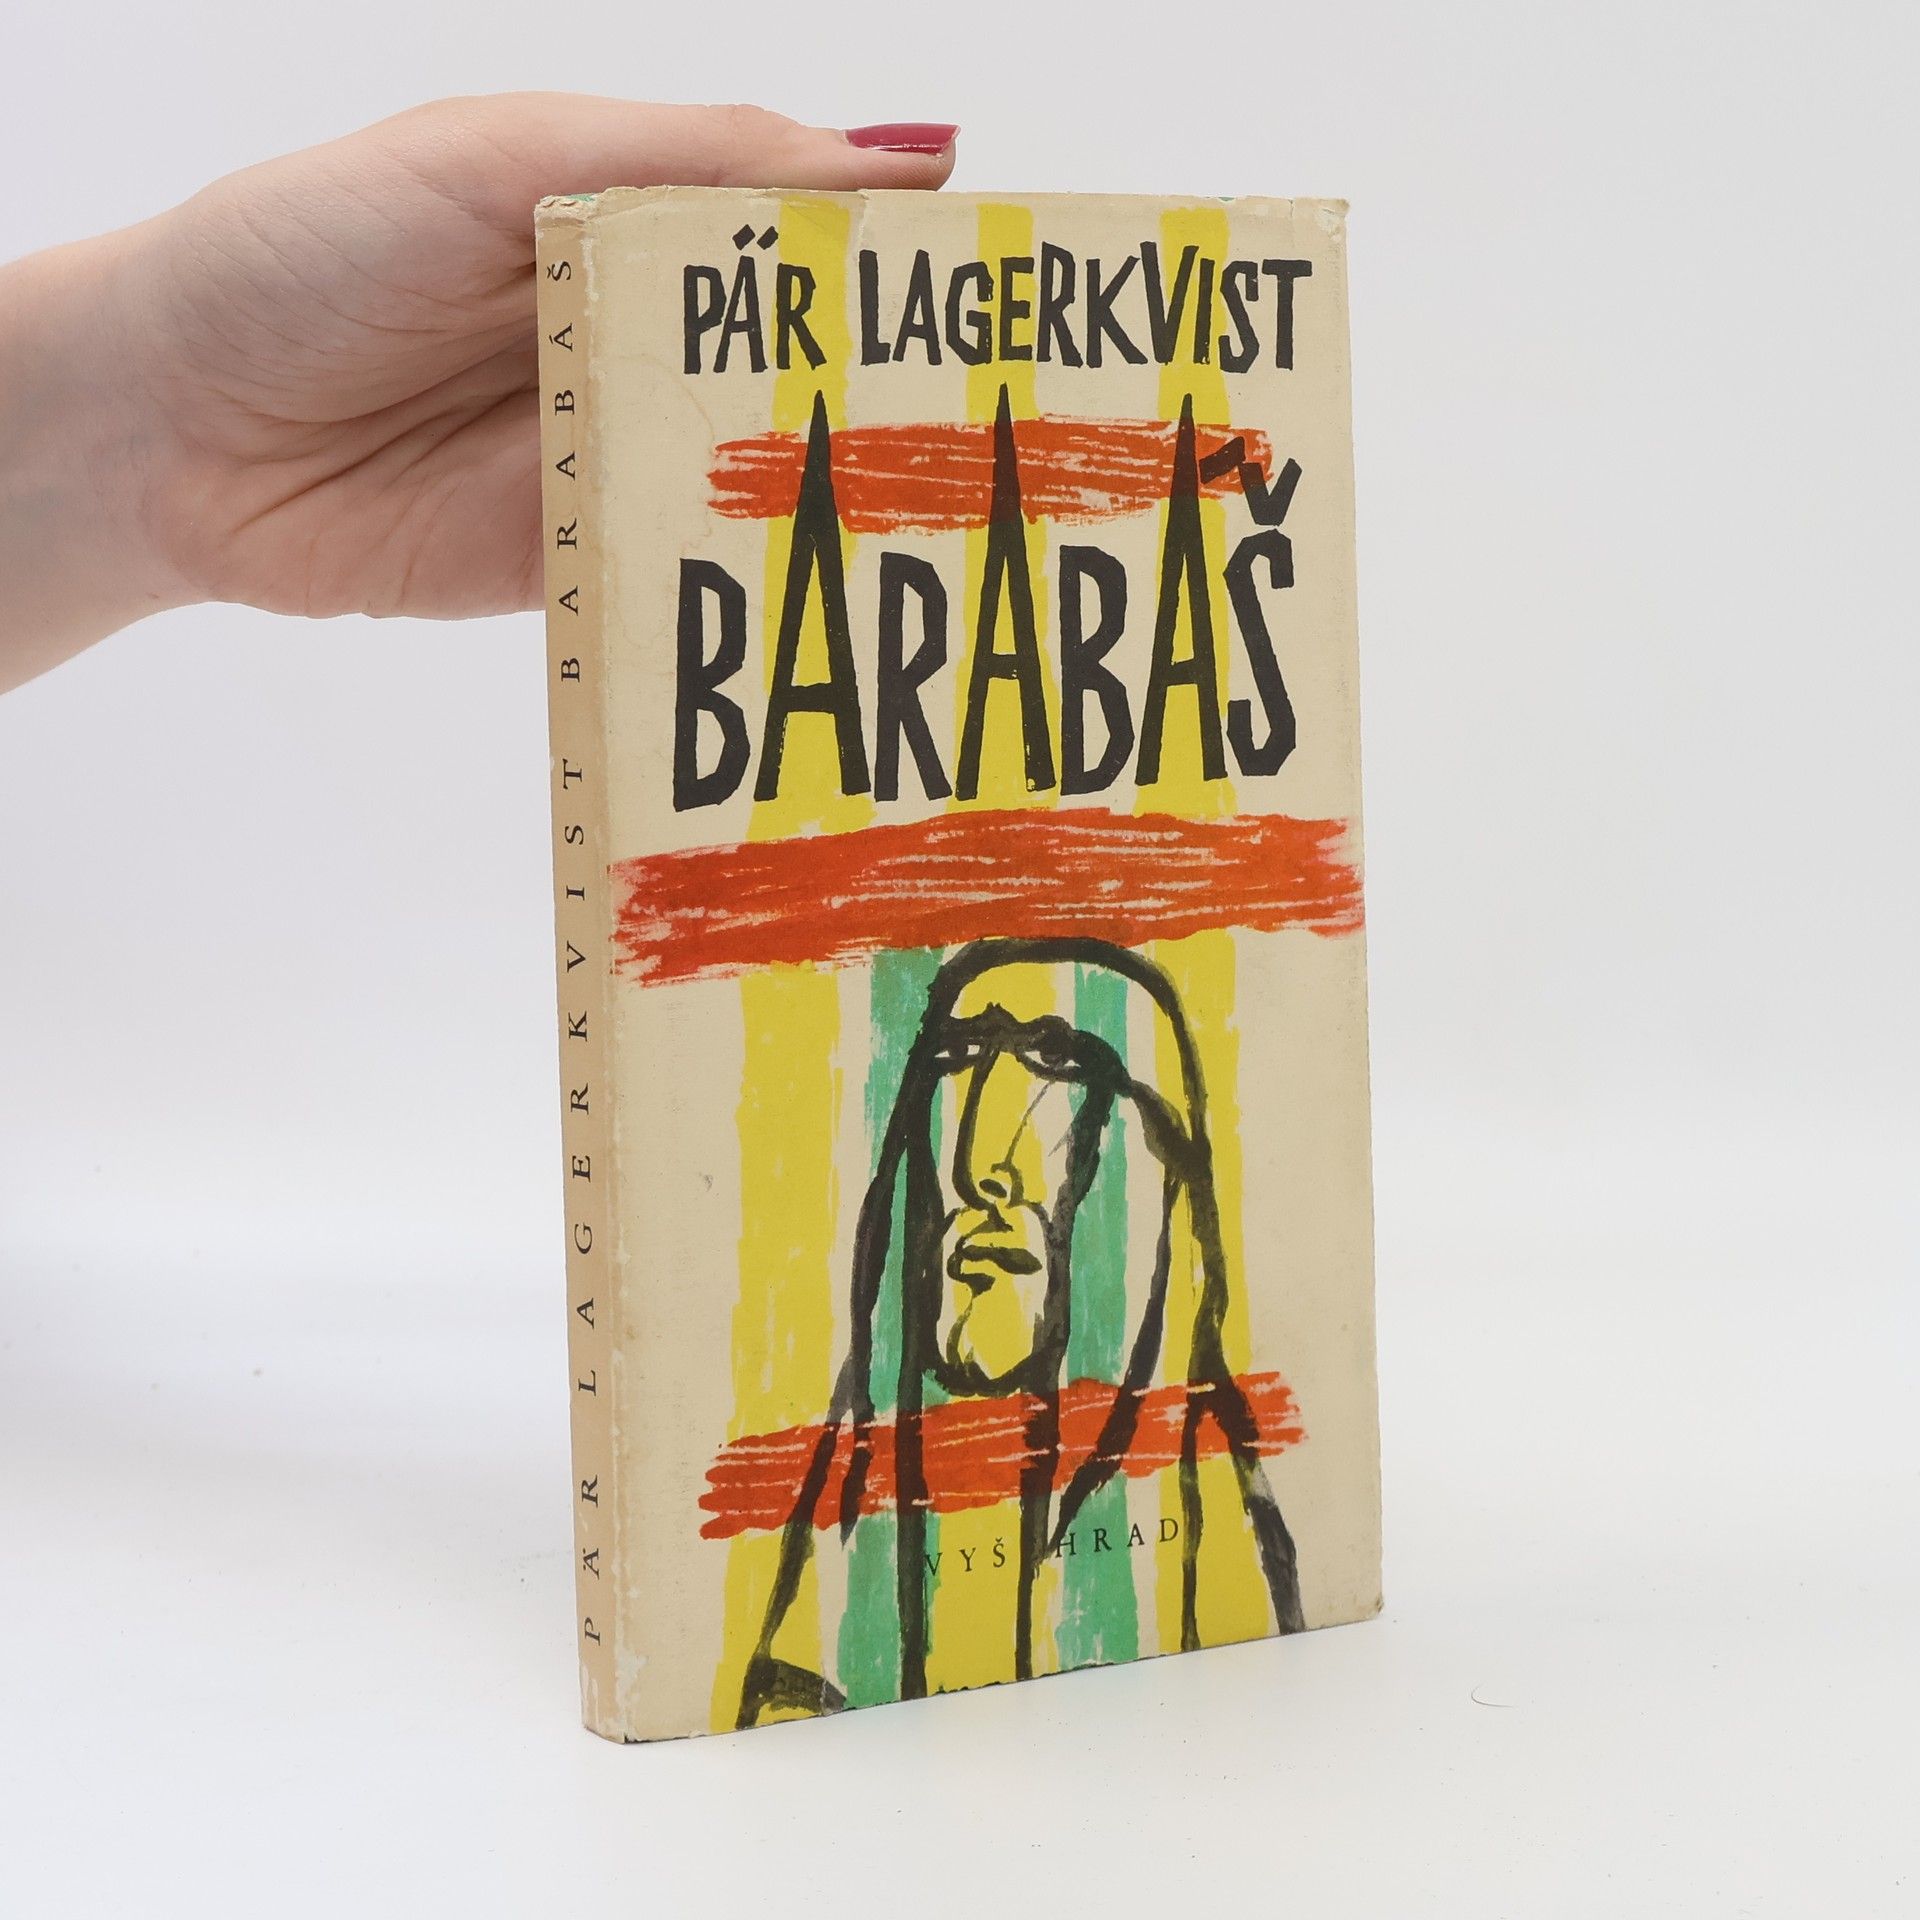 PÄR LAGERKVIST
BARABÁŠ
VYŠEHRAD
PÄR LAGERKVIST BARABÁŠ